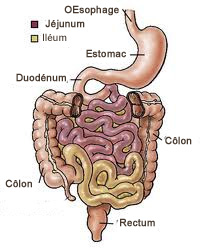 OEsophage
Jéjunum
Iléum
Estomac
Duodénum
Côlon
Côlon
Rectum